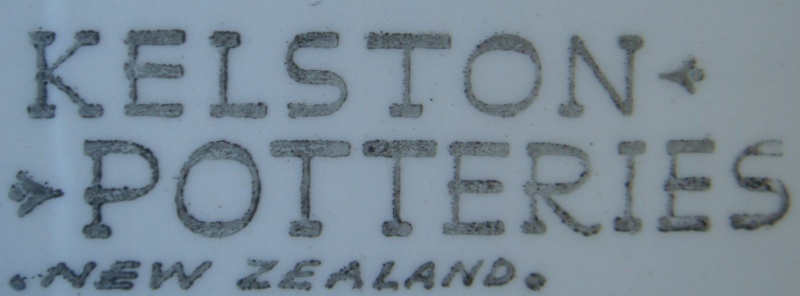 KELSTON
POTTERIES
.NEW ZEALAND.